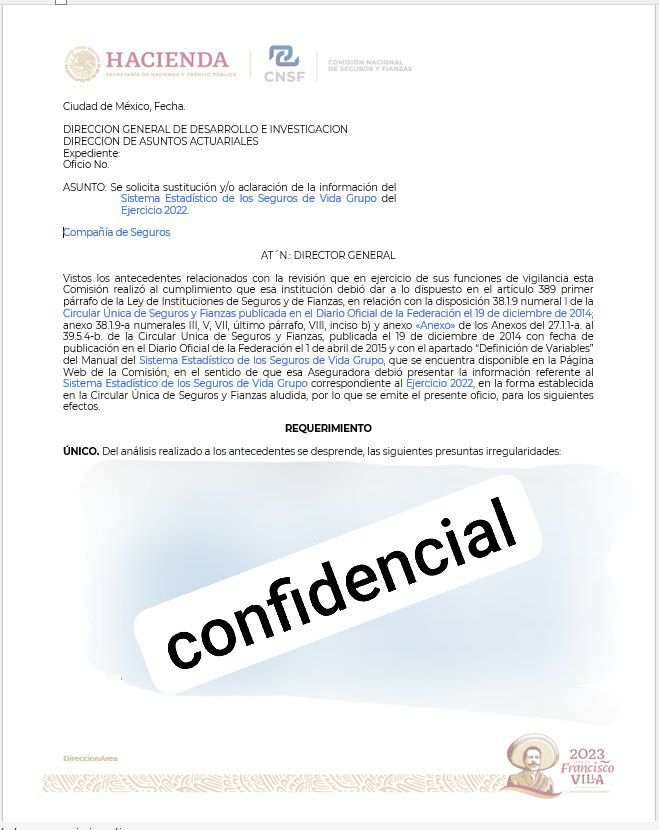 HACIENDA
SECRETARÍA DE HACIENDA Y CRÉDITO PÚBLICO
CNSF
COMISIÓN NACIONAL
DE SEGUROS Y FIANZAS
Ciudad de México, Fecha.
DIRECCION GENERAL DE DESARROLLO E INVESTIGACION
DIRECCION DE ASUNTOS ACTUARIALES
Expediente:
Oficio No.
ASUNTO: Se solicita sustitución y/o aclaración de la información del
Sistema Estadístico de los Seguros de Vida Grupo del
Ejercicio 2022.
Compañía de Seguros
AT´N.: DIRECTOR GENERAL
Vistos los antecedentes relacionados con la revisión que en ejercicio de sus funciones de vigilancia esta
Comisión realizó al cumplimiento que esa institución debió dar a lo dispuesto en el artículo 389 primer
párrafo de la Ley de Instituciones de Seguros y de Fianzas, en relación con la disposición 38.1.9 numeral I de la
Circular Única de Seguros y Fianzas publicada en el Diario Oficial de la Federación el 19 de diciembre de 2014;
anexo 38.1.9-a numerales III, V, VII, último párrafo, VIII, inciso b) y anexo «Anexo» de los Anexos del 27.1.1-a. al
39.5.4-b. de la Circular Única de Seguros y Fianzas, publicada el 19 de diciembre de 2014 con fecha de
publicación en el Diario Oficial de la Federación el 1 de abril de 2015 y con el apartado "Definición de Variables"
del Manual del Sistema Estadístico de los Seguros de Vida Grupo, que se encuentra disponible en la Página
Web de la Comisión, en el sentido de que esa Aseguradora debió presentar la información referente al
Sistema Estadístico de los Seguros de Vida Grupo correspondiente al Ejercicio 2022, en la forma establecida
en la Circular Única de Seguros y Fianzas aludida, por lo que se emite el presente oficio, para los siguientes
efectos.
REQUERIMIENTO
ÚNICO. Del análisis realizado a los antecedentes se desprende, las siguientes presuntas irregularidades:
confidencial
DireccionArea
2023
Francisco
VILLA